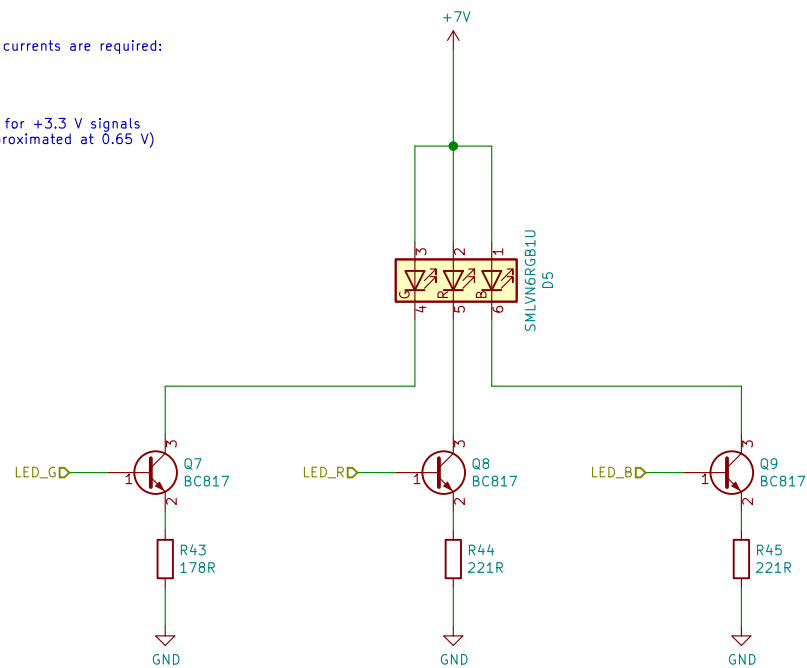 +7V
currents are required:
for +3.3 V signals
roximated at 0.65 V)
3
2
1
G
R
B
SMLVN6RGB1U
D5
4
5
6
3
3
3
LED_G
1
Q7
BC817
LED_R
1
Q8
BC817
LED_B
1
Q9
BC817
2
2
2
R43
178R
R44
221R
R45
221R
GND
GND
GND